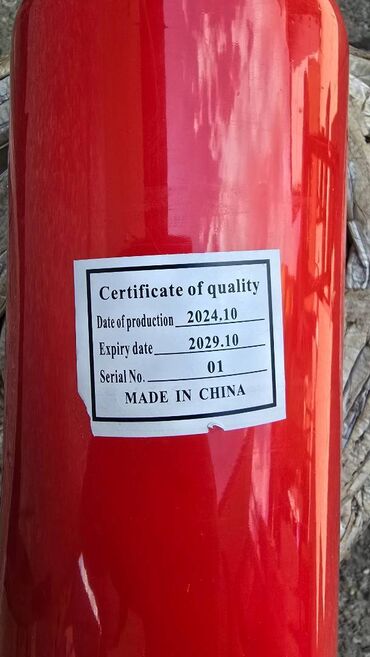 Certificate of quality
Date of production 2024.10
Expiry date 2029.10
Serial No. 01
MADE IN CHINA